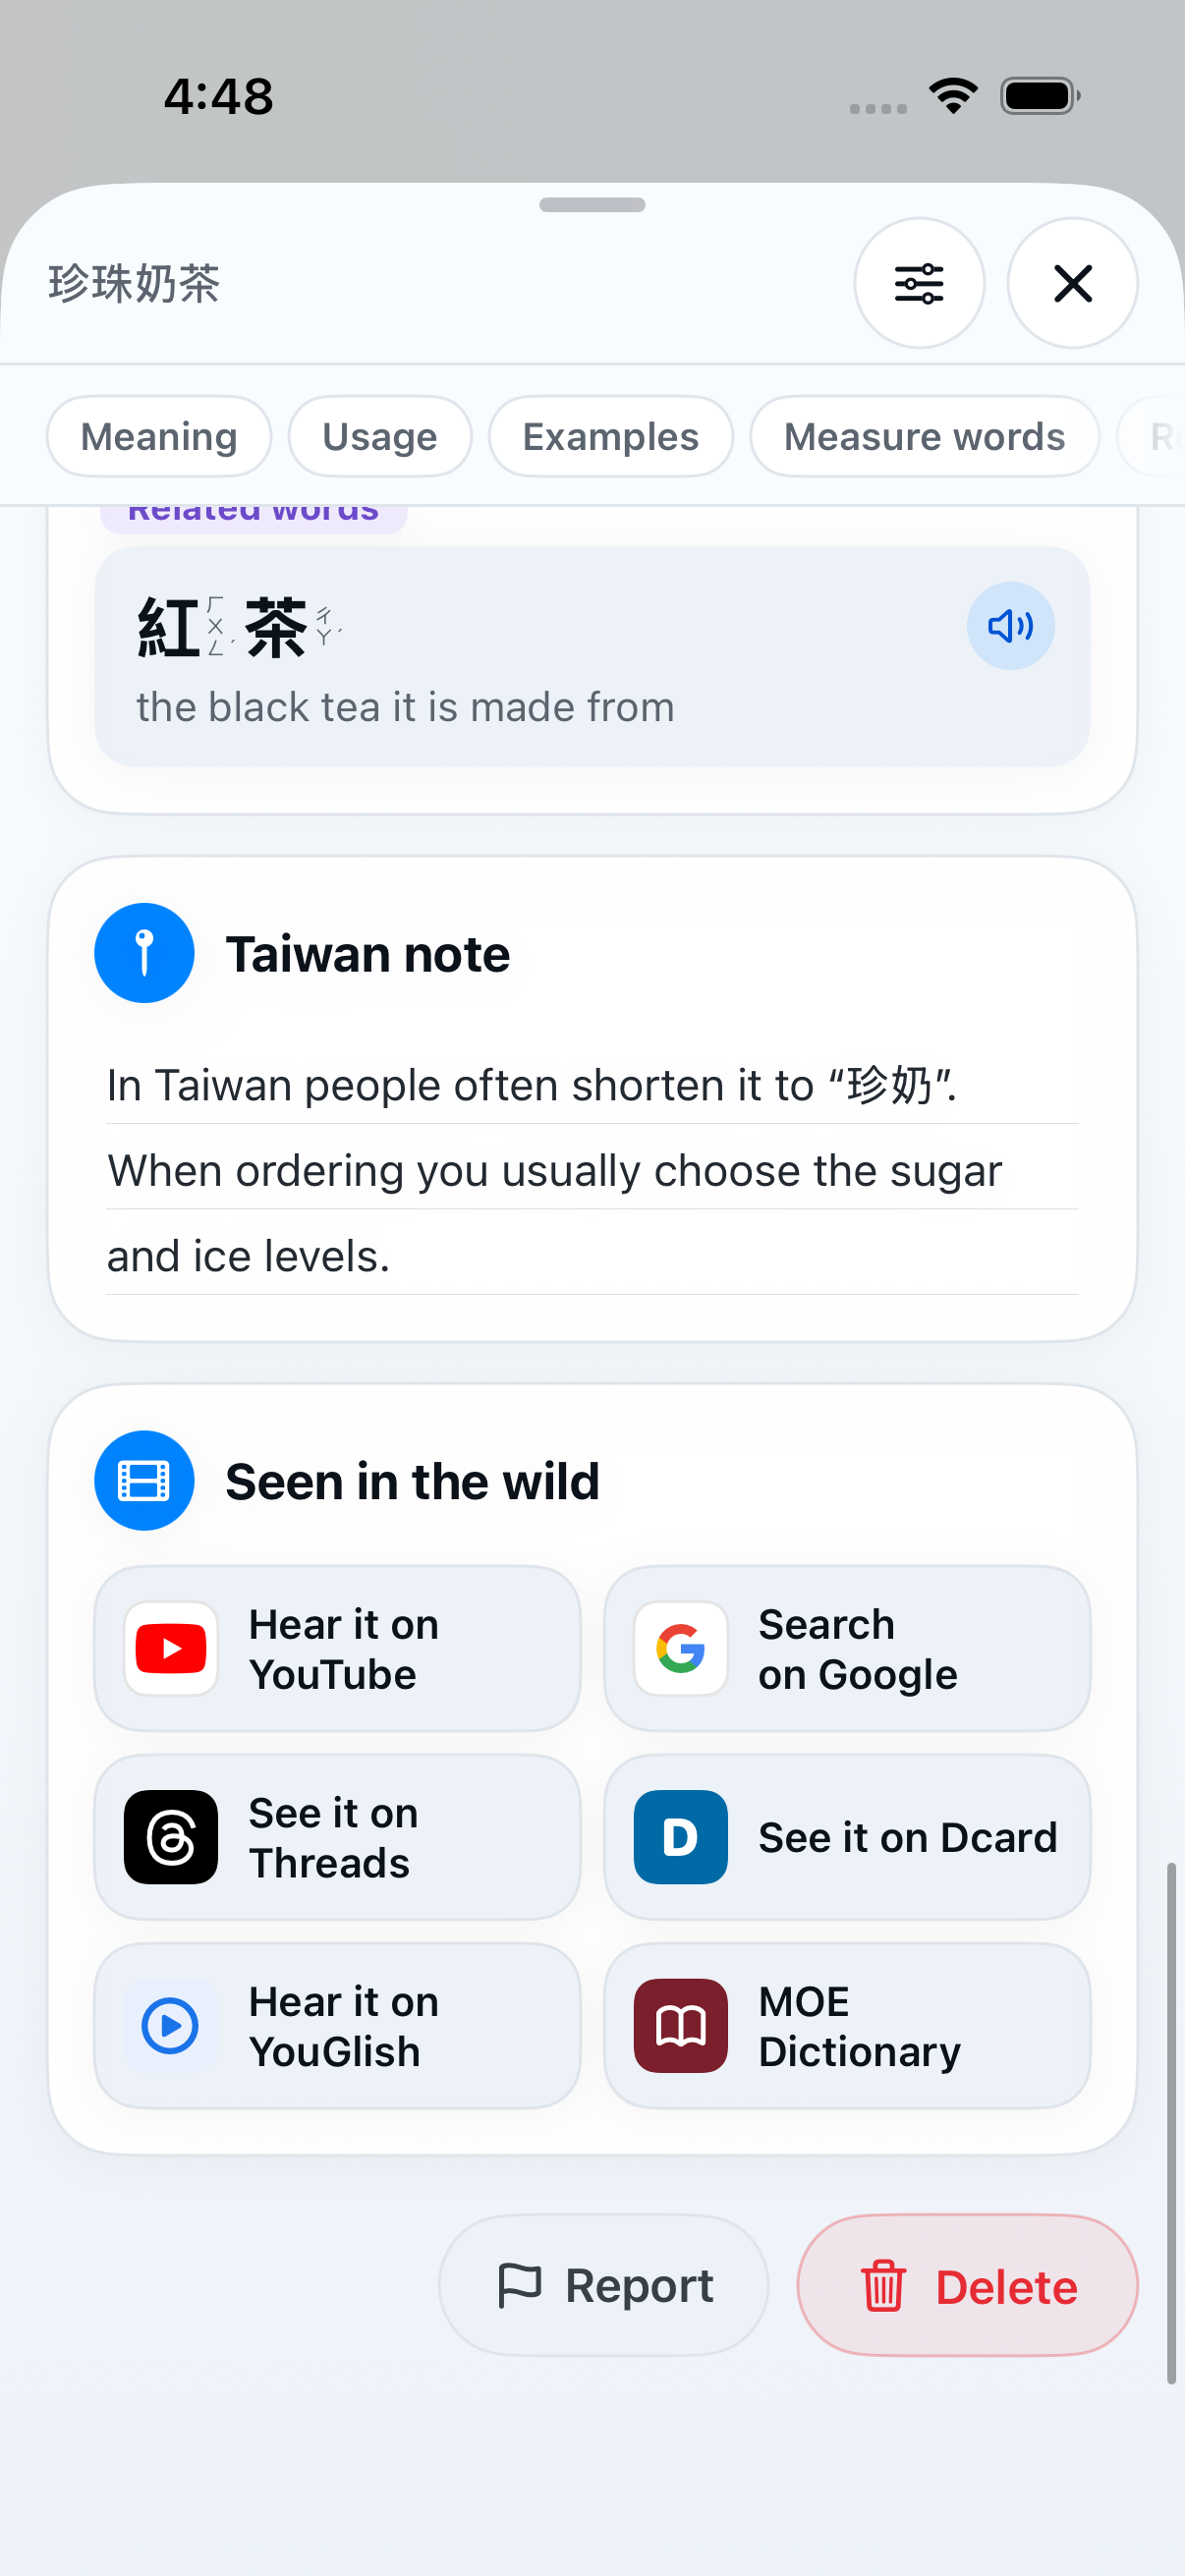 4:48
珍珠奶茶
Meaning
Usage
Examples
Measure words
Related words
紅ㄏㄨㄥˊ茶ㄔㄚˊ
the black tea it is made from
Taiwan note
In Taiwan people often shorten it to “珍奶”.
When ordering you usually choose the sugar
and ice levels.
Seen in the wild
Hear it on
YouTube
Search
on Google
See it on
Threads
D
See it on Dcard
Hear it on
YouGlish
MOE
Dictionary
Report
Delete